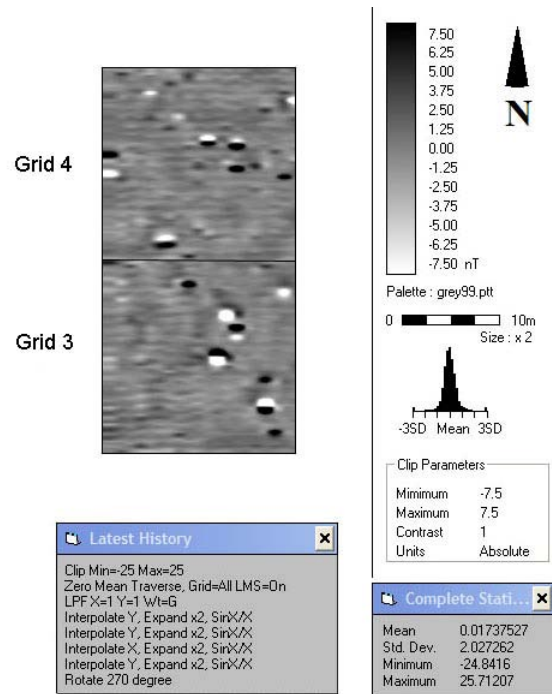 Grid 4
Grid 3
7.50
6.25
5.00
3.75
2.50
1.25
0.00
-1.25
-2.50
-3.75
-5.00
-6.25
-7.50 nT
N
Palette : grey99.ptt
0 10m
Size : x 2
-3SD Mean 3SD
Clip Parameters
Minimum -7.5
Maximum 7.5
Contrast 1
Units Absolute
Latest History
Clip Min=-25 Max=25
Zero Mean Traverse, Grid=All LMS=On
LPF X=1 Y=1 Wt=G
Interpolate Y, Expand x2, SinX/X
Interpolate Y, Expand x2, SinX/X
Interpolate X, Expand x2, SinX/X
Interpolate Y, Expand x2, SinX/X
Rotate 270 degree
Complete Stati...
Mean 0.01737527
Std. Dev. 2.027262
Minimum -24.8416
Maximum 25.71207